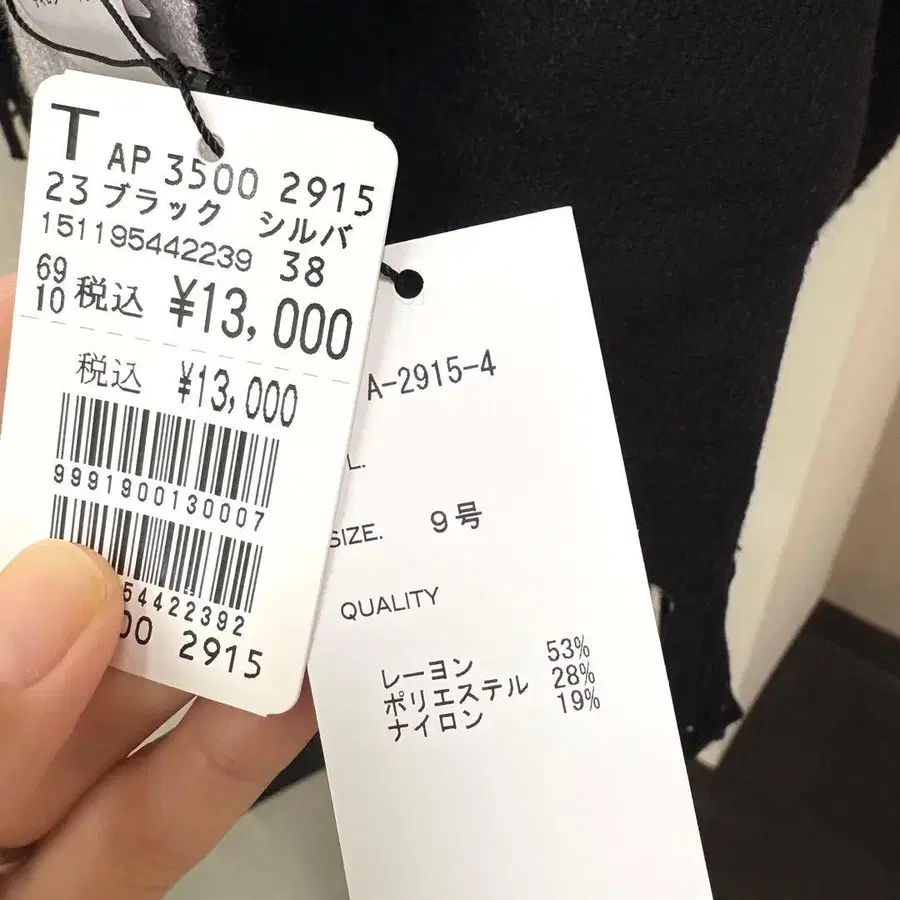 T AP 3500 2915
23 ブラック シルバ
151195442239 38
69
10 税込 ¥13,000
税込 ¥13,000
9991900130007
54422392
00 2915
A-2915-4
L.
SIZE. 9号
QUALITY
レーヨン 53%
ポリエステル 28%
ナイロン 19%